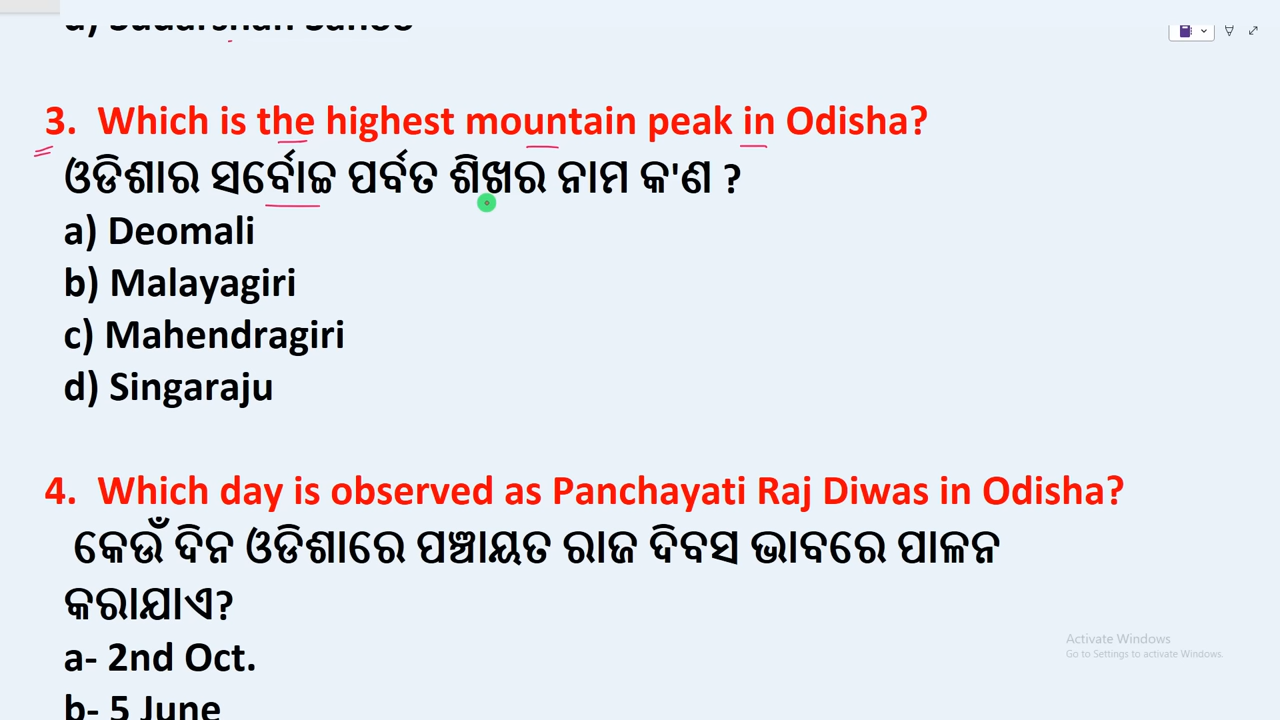 3. Which is the highest mountain peak in Odisha?
ଓଡିଶାର ସର୍ବୋଚ୍ଚ ପର୍ବତ ଶିଖର ନାମ କ'ଣ ?
a) Deomali
b) Malayagiri
c) Mahendragiri
d) Singaraju
4. Which day is observed as Panchayati Raj Diwas in Odisha?
କେଉଁ ଦିନ ଓଡିଶାରେ ପଞ୍ଚାୟତ ରାଜ ଦିବସ ଭାବରେ ପାଳନ
କରାଯାଏ?
a- 2nd Oct.
b- 5 June
Activate Windows
Go to Settings to activate Windows.